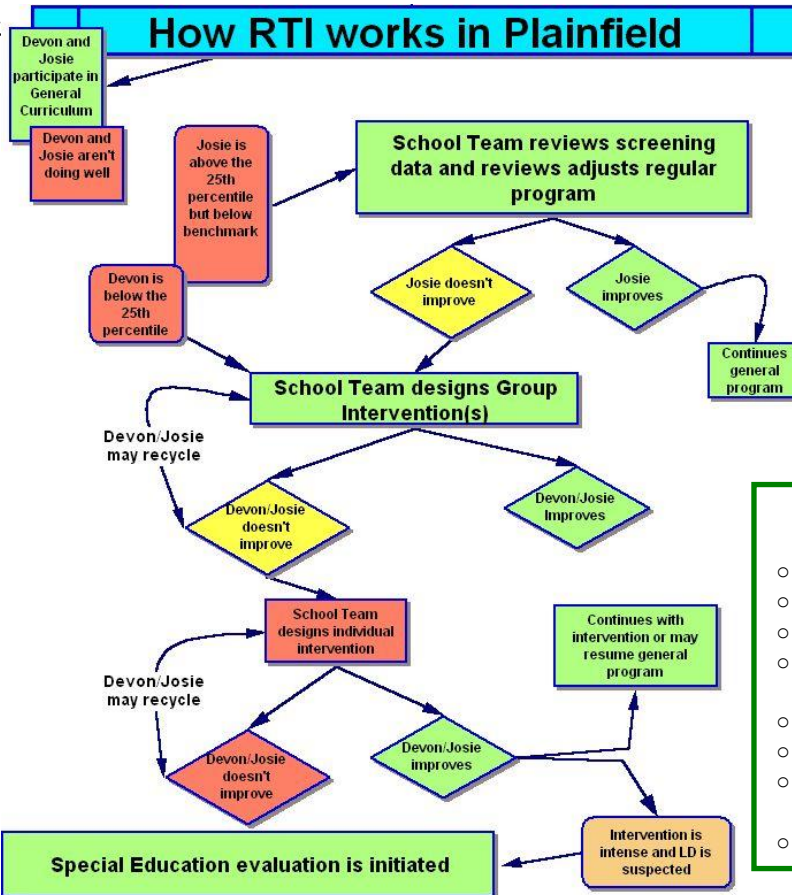 How RTI works in Plainfield
Devon and
Josie
participate in
General
Curriculum
Devon and
Josie aren't
doing well
Josie is
above the
25th
percentile
but below
benchmark
School Team reviews screening
data and reviews adjusts regular
program
Devon is
below the
25th
percentile
Josie doesn't
improve
Josie
improves
Continues
general
program
School Team designs Group
Intervention(s)
Devon/Josie
may recycle
Devon/Josie
doesn't
improve
Devon/Josie
Improves
School Team
designs individual
intervention
Continues with
intervention or may
resume general
program
Devon/Josie
may recycle
Devon/Josie
doesn't
improve
Devon/Josie
improves
Intervention is
intense and LD is
suspected
Special Education evaluation is initiated